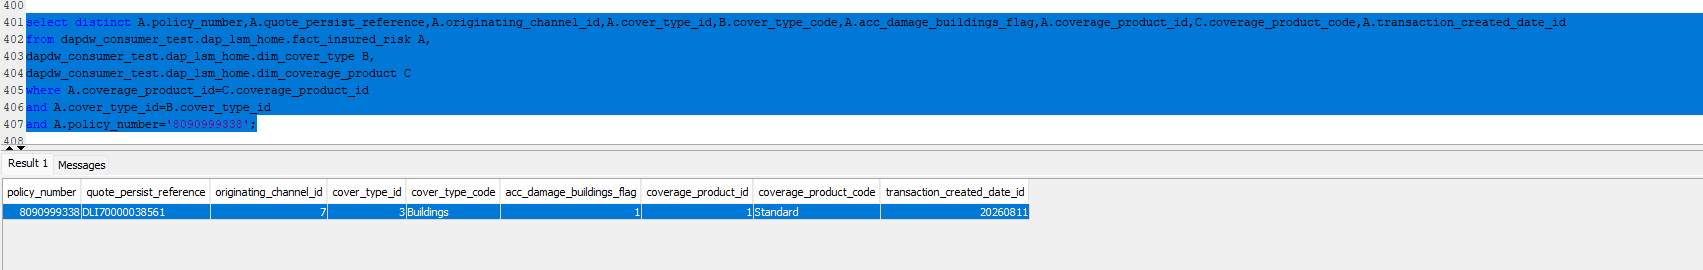 400
401 select distinct A.policy_number,A.quote_persist_reference,A.originating_channel_id,A.cover_type_id,B.cover_type_code,A.acc_damage_buildings_flag,A.coverage_product_id,C.coverage_product_code,A.transaction_created_date_id
402 from dapdw_consumer_test.dap_lsm_home.fact_insured_risk A,
403 dapdw_consumer_test.dap_lsm_home.dim_cover_type B,
404 dapdw_consumer_test.dap_lsm_home.dim_coverage_product C
405 where A.coverage_product_id=C.coverage_product_id
406 and A.cover_type_id=B.cover_type_id
407 and A.policy_number='8090999338';
408
Result 1 Messages
policy_number quote_persist_reference originating_channel_id cover_type_id cover_type_code acc_damage_buildings_flag coverage_product_id coverage_product_code transaction_created_date_id
8090999338 DLI70000038561 7 3 Buildings 1 1 Standard 20260811